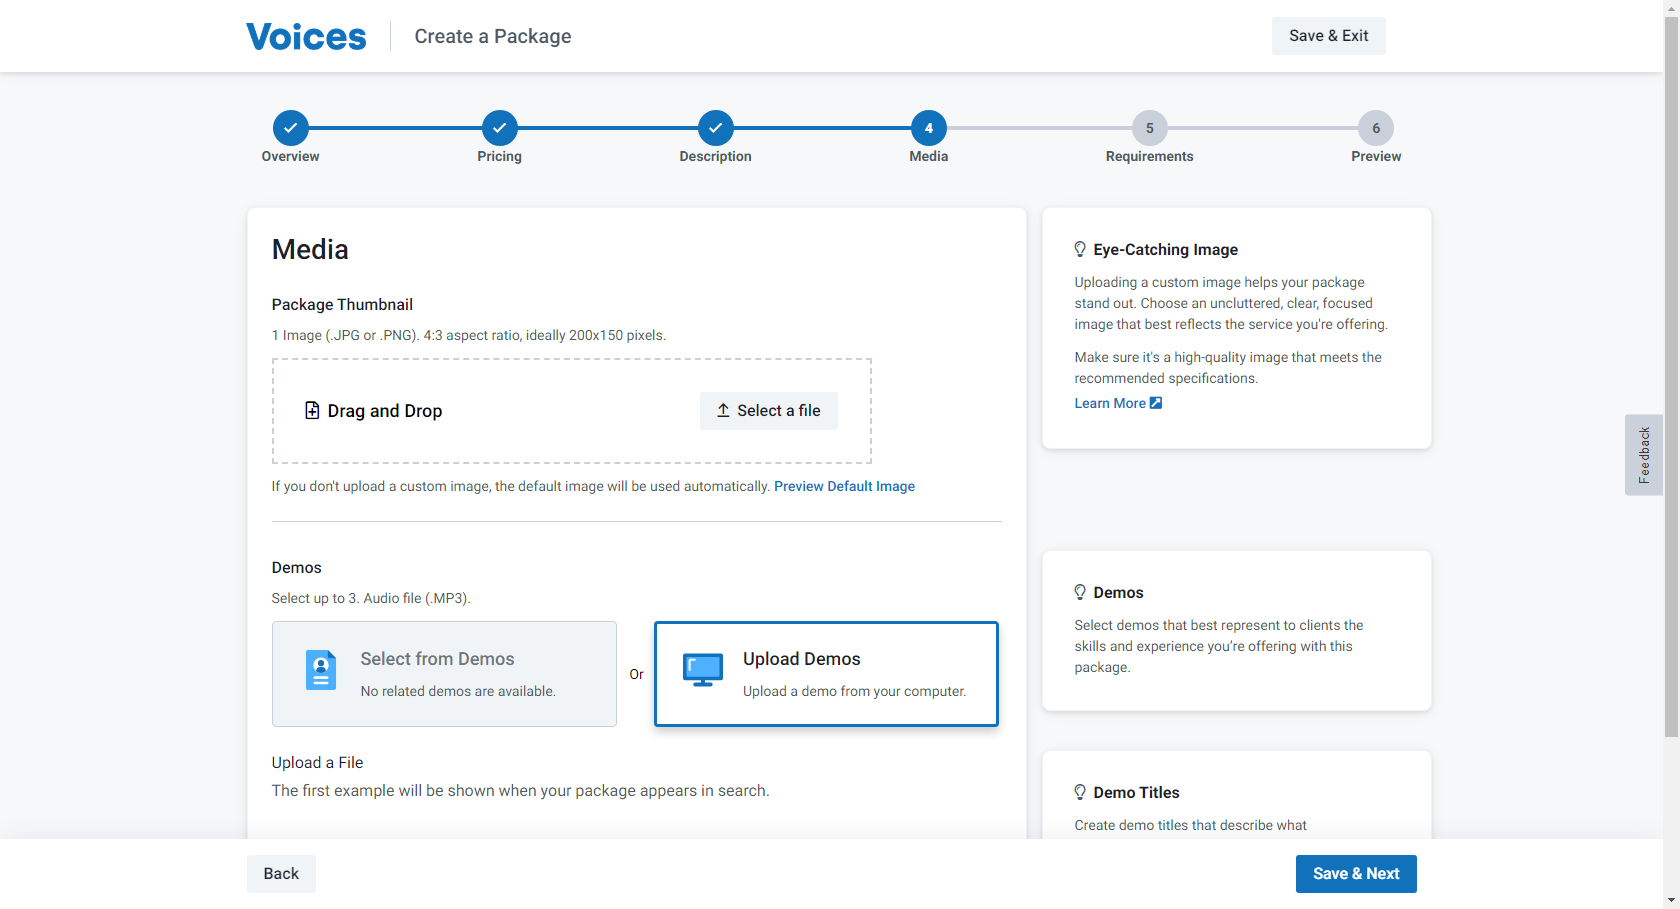 Voices
Create a Package
Save & Exit
4
5
6
Overview
Pricing
Description
Media
Requirements
Preview
Media
Package Thumbnail
1 Image (.JPG or .PNG). 4:3 aspect ratio, ideally 200x150 pixels.
Drag and Drop
Select a file
If you don't upload a custom image, the default image will be used automatically. Preview Default Image
Demos
Select up to 3. Audio file (.MP3).
Select from Demos
No related demos are available.
Or
Upload Demos
Upload a demo from your computer.
Upload a File
The first example will be shown when your package appears in search.
Eye-Catching Image
Uploading a custom image helps your package
stand out. Choose an uncluttered, clear, focused
image that best reflects the service you're offering.
Make sure it's a high-quality image that meets the
recommended specifications.
Learn More
Feedback
Demos
Select demos that best represent to clients the
skills and experience you’re offering with this
package.
Demo Titles
Create demo titles that describe what
Back
Save & Next